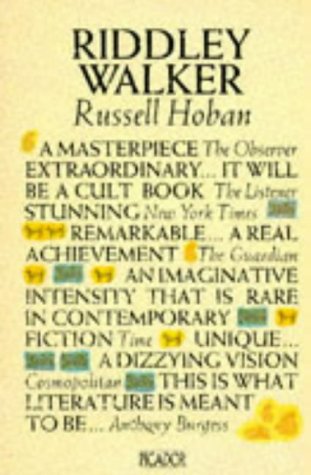 RIDDLEY
WALKER
Russell Hoban
A MASTERPIECE The Observer
EXTRAORDINARY... IT WILL
BE A CULT BOOK The Listener
STUNNING New York Times
REMARKABLE... A REAL
ACHIEVEMENT The Guardian
AN IMAGINATIVE
INTENSITY THAT IS RARE
IN CONTEMPORARY
FICTION Time UNIQUE...
A DIZZYING VISION
Cosmopolitan THIS IS WHAT
LITERATURE IS MEANT
TO BE... Anthony Burgess
PICADOR